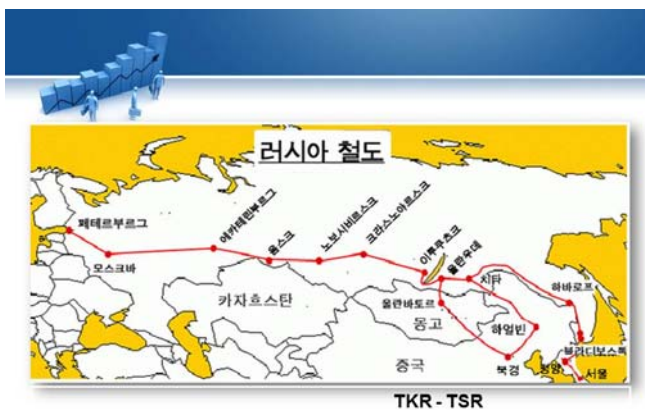 러시아 철도
페테르부르그
모스크바
에카테린부르그
옴스크
노보시비르스크
크라스노야르스크
이투쿠츠크
울란우데
치타
하바로프
카자흐스탄
울란바토르
몽고
하얼빈
블라디보스톡
중국
북경
평양
서울
TKR - TSR